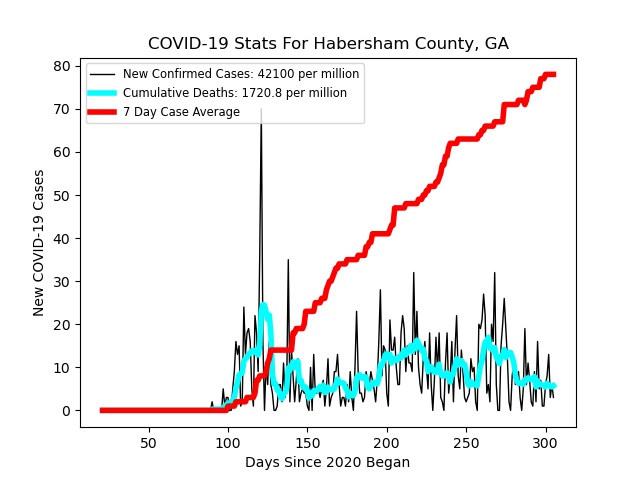 COVID-19 Stats For Habersham County, GA
New Confirmed Cases: 42100 per million
Cumulative Deaths: 1720.8 per million
7 Day Case Average
80
70
60
50
40
30
20
10
0
New COVID-19 Cases
50
100
150
200
250
300
Days Since 2020 Began